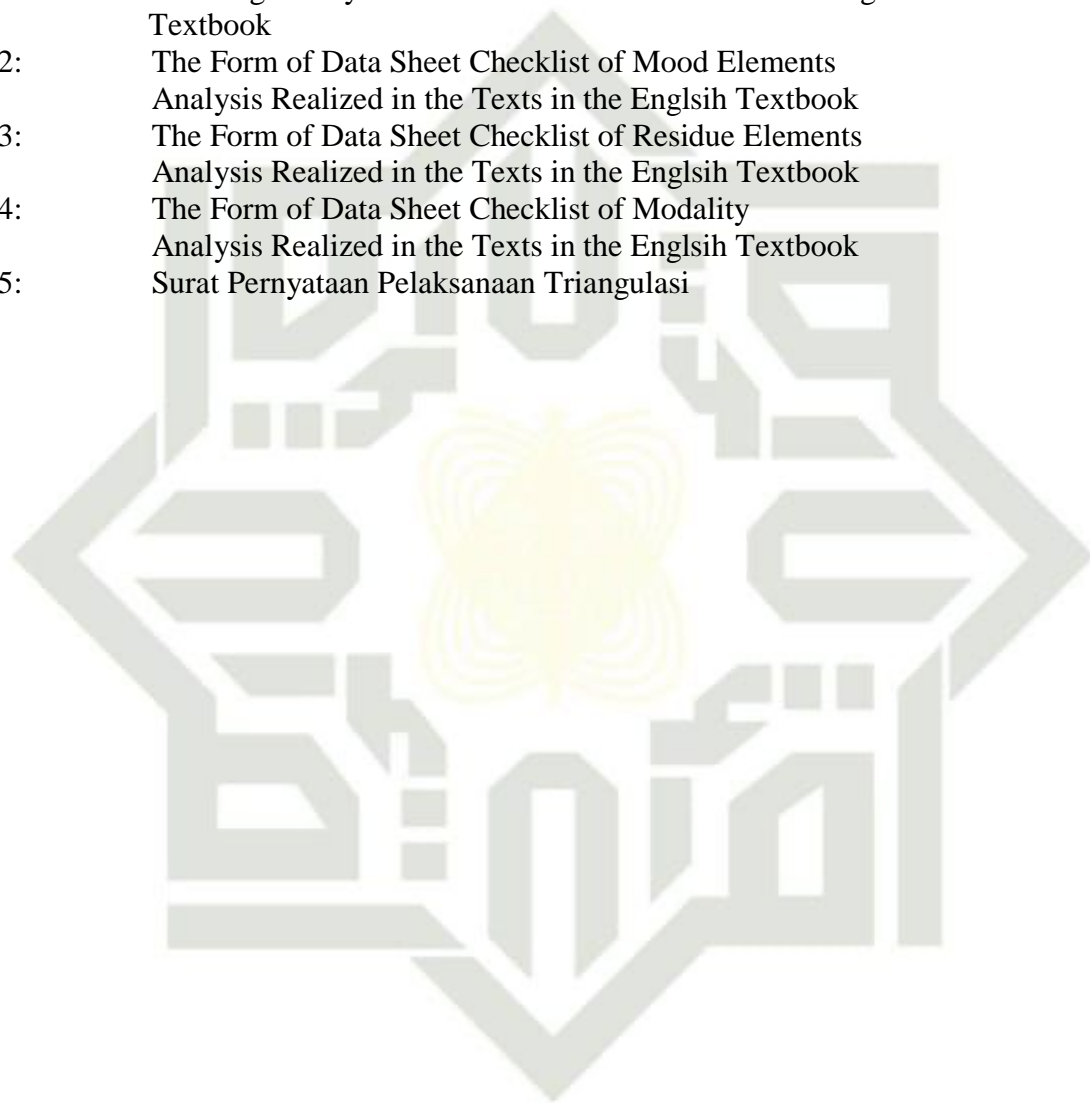 Textbook
2: The Form of Data Sheet Checklist of Mood Elements
Analysis Realized in the Texts in the Englsih Textbook
3: The Form of Data Sheet Checklist of Residue Elements
Analysis Realized in the Texts in the Englsih Textbook
4: The Form of Data Sheet Checklist of Modality
Analysis Realized in the Texts in the Englsih Textbook
5: Surat Pernyataan Pelaksanaan Triangulasi